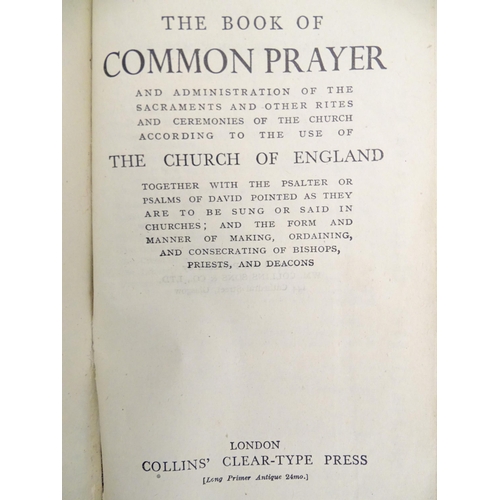 THE BOOK OF
COMMON PRAYER
AND ADMINISTRATION OF THE
SACRAMENTS AND OTHER RITES
AND CEREMONIES OF THE CHURCH
ACCORDING TO THE USE OF
THE CHURCH OF ENGLAND
TOGETHER WITH THE PSALTER OR
PSALMS OF DAVID POINTED AS THEY
ARE TO BE SUNG OR SAID IN
CHURCHES; AND THE FORM AND
MANNER OF MAKING, ORDAINING,
AND CONSECRATING OF BISHOPS,
PRIESTS, AND DEACONS
LONDON
COLLINS' CLEAR-TYPE PRESS
[Long Primer Antique 24mo.]